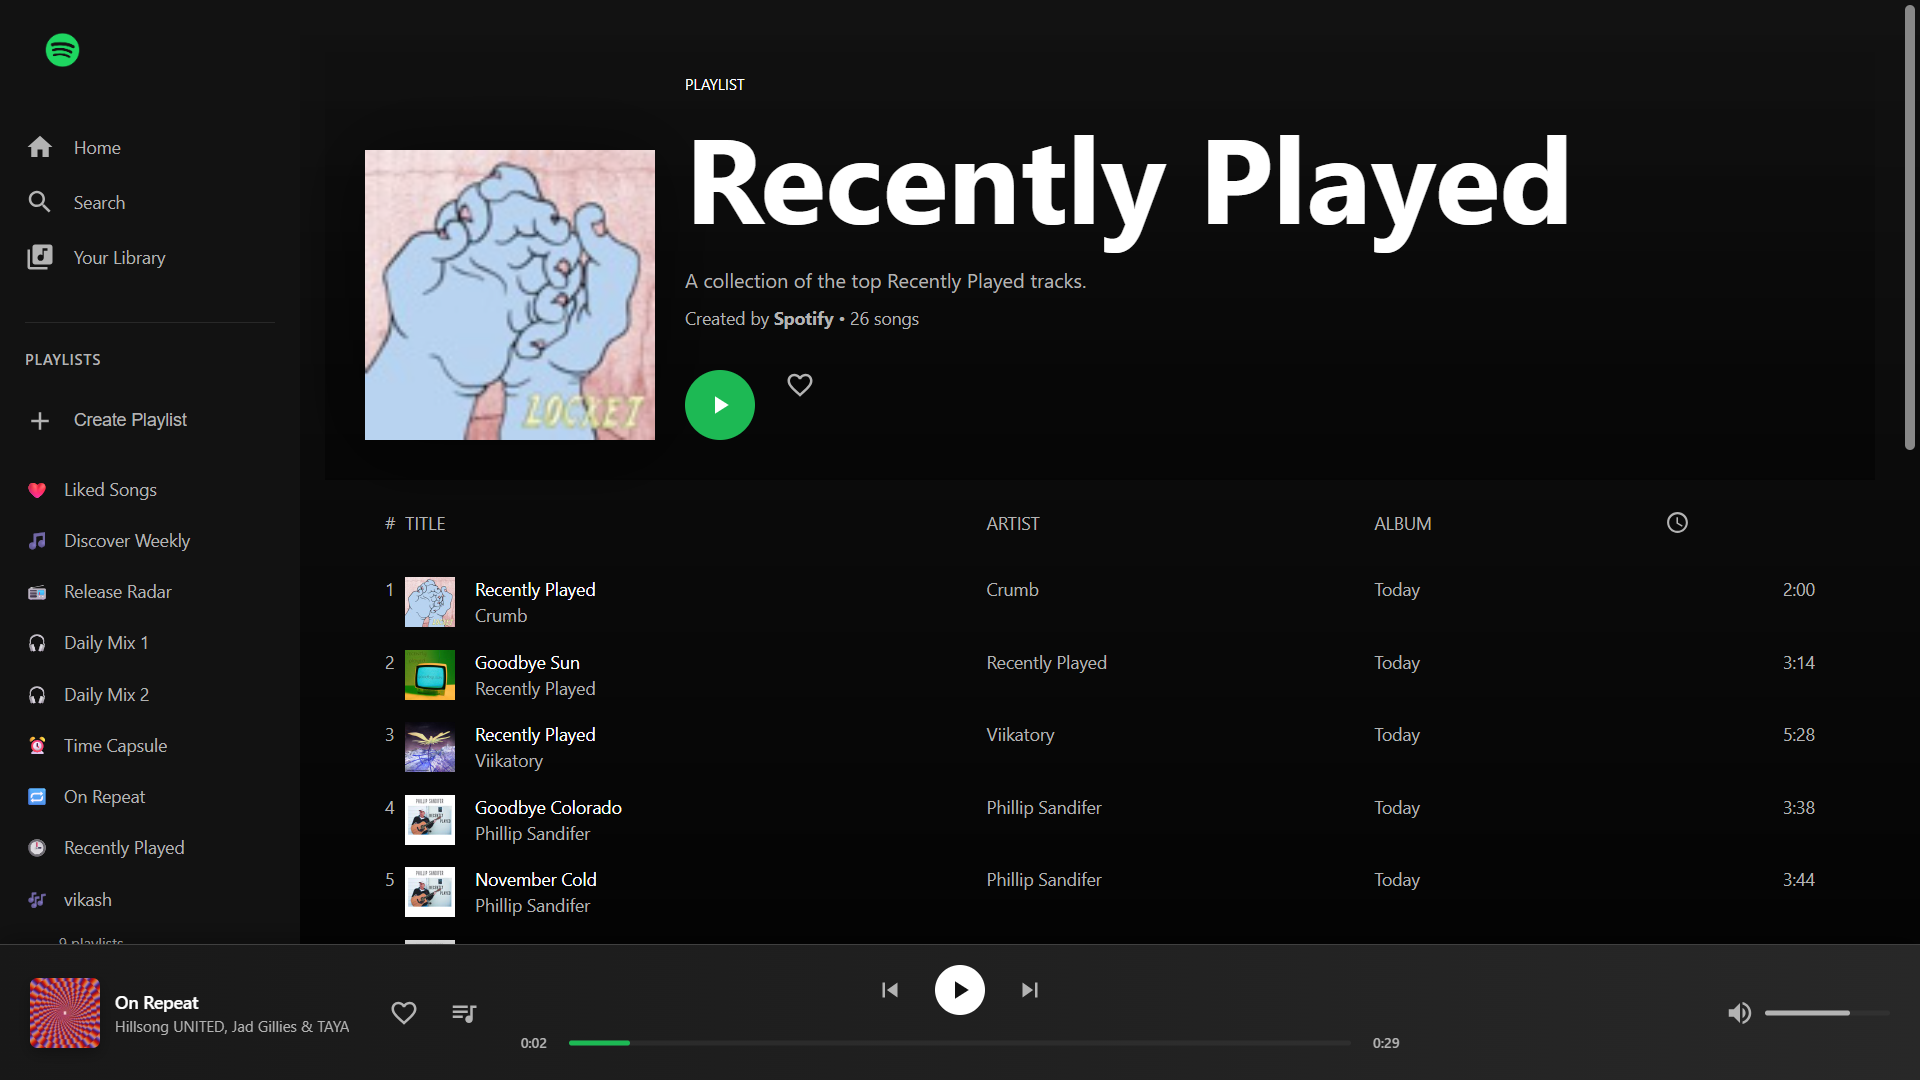 Home
Search
Your Library
PLAYLISTS
Create Playlist
Liked Songs
Discover Weekly
Release Radar
Daily Mix 1
Daily Mix 2
Time Capsule
On Repeat
Recently Played
vikash
9 playlists
PLAYLIST
Recently Played
A collection of the top Recently Played tracks.
Created by Spotify • 26 songs
LOCKET
# TITLE ARTIST ALBUM
1 Recently Played Crumb Today 2:00
Crumb
2 Goodbye Sun Recently Played Today 3:14
Recently Played
3 Recently Played Viikatory Today 5:28
Viikatory
4 Goodbye Colorado Phillip Sandifer Today 3:38
Phillip Sandifer
5 November Cold Phillip Sandifer Today 3:44
Phillip Sandifer
On Repeat
Hillsong UNITED, Jad Gillies & TAYA
0:02
0:29